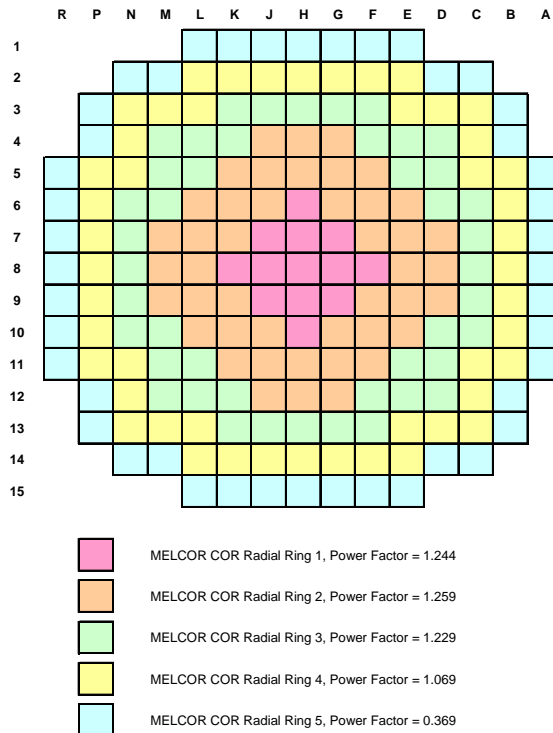 R P N M L K J H G F E D C B A
1
2
3
4
5
6
7
8
9
10
11
12
13
14
15
MELCOR COR Radial Ring 1, Power Factor = 1.244
MELCOR COR Radial Ring 2, Power Factor = 1.259
MELCOR COR Radial Ring 3, Power Factor = 1.229
MELCOR COR Radial Ring 4, Power Factor = 1.069
MELCOR COR Radial Ring 5, Power Factor = 0.369